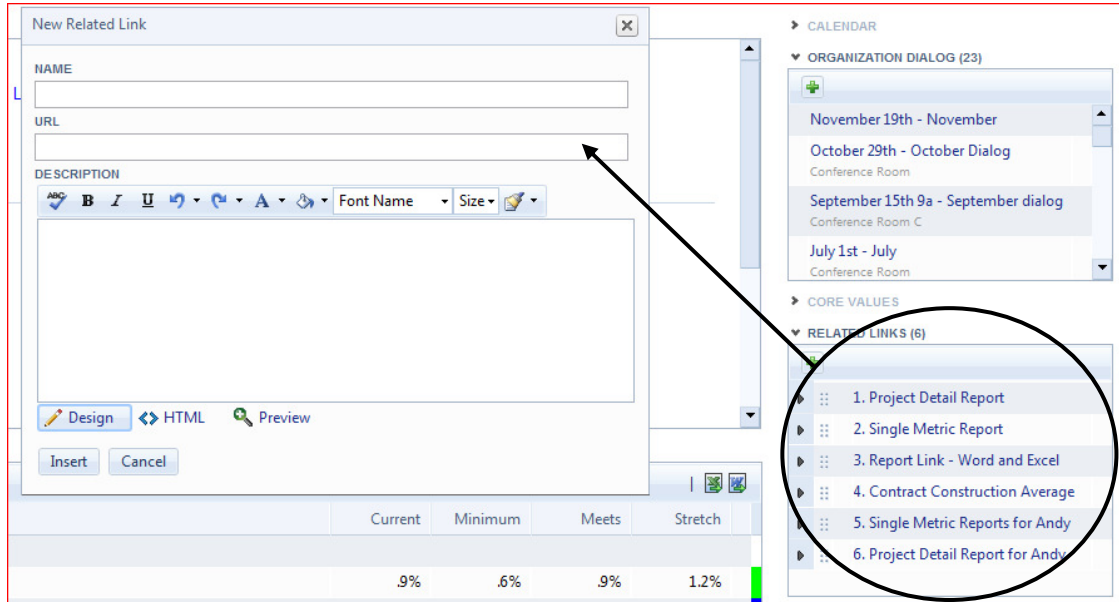 New Related Link
NAME
URL
DESCRIPTION
ABC B I U A Font Name Size
Design HTML Preview
Insert Cancel
L
Current Minimum Meets Stretch
.9% .6% .9% 1.2%
CALENDAR
ORGANIZATION DIALOG (23)
November 19th - November
October 29th - October Dialog
Conference Room
September 15th 9a - September dialog
Conference Room C
July 1st - July
Conference Room
CORE VALUES
RELATED LINKS (6)
1. Project Detail Report
2. Single Metric Report
3. Report Link - Word and Excel
4. Contract Construction Average
5. Single Metric Reports for Andy
6. Project Detail Report for Andy